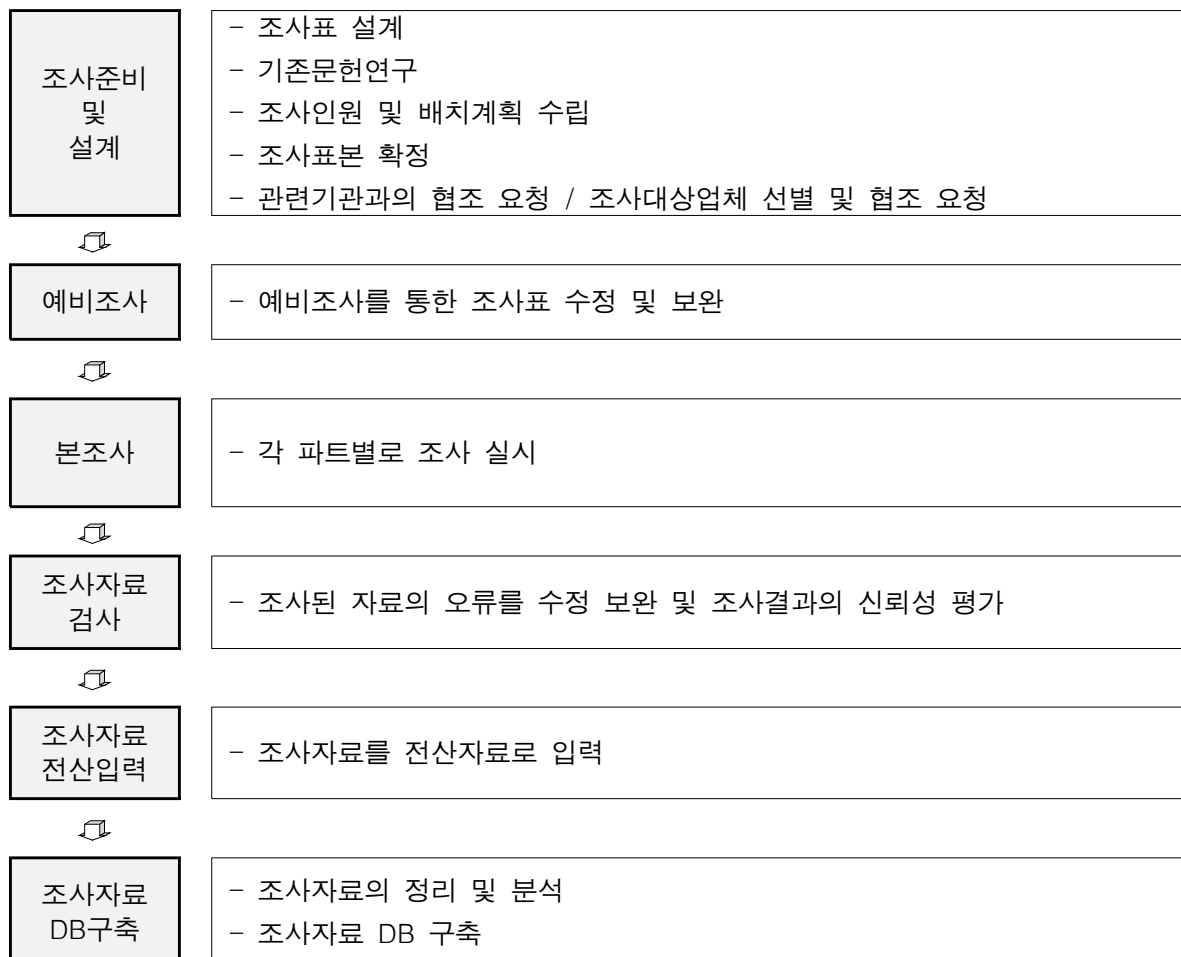 조사준비
및
설계
- 조사표 설계
- 기존문헌연구
- 조사인원 및 배치계획 수립
- 조사표본 확정
- 관련기관과의 협조 요청 / 조사대상업체 선별 및 협조 요청
예비조사
- 예비조사를 통한 조사표 수정 및 보완
본조사
- 각 파트별로 조사 실시
조사자료
검사
- 조사된 자료의 오류를 수정 보완 및 조사결과의 신뢰성 평가
조사자료
전산입력
- 조사자료를 전산자료로 입력
조사자료
DB구축
- 조사자료의 정리 및 분석
- 조사자료 DB 구축